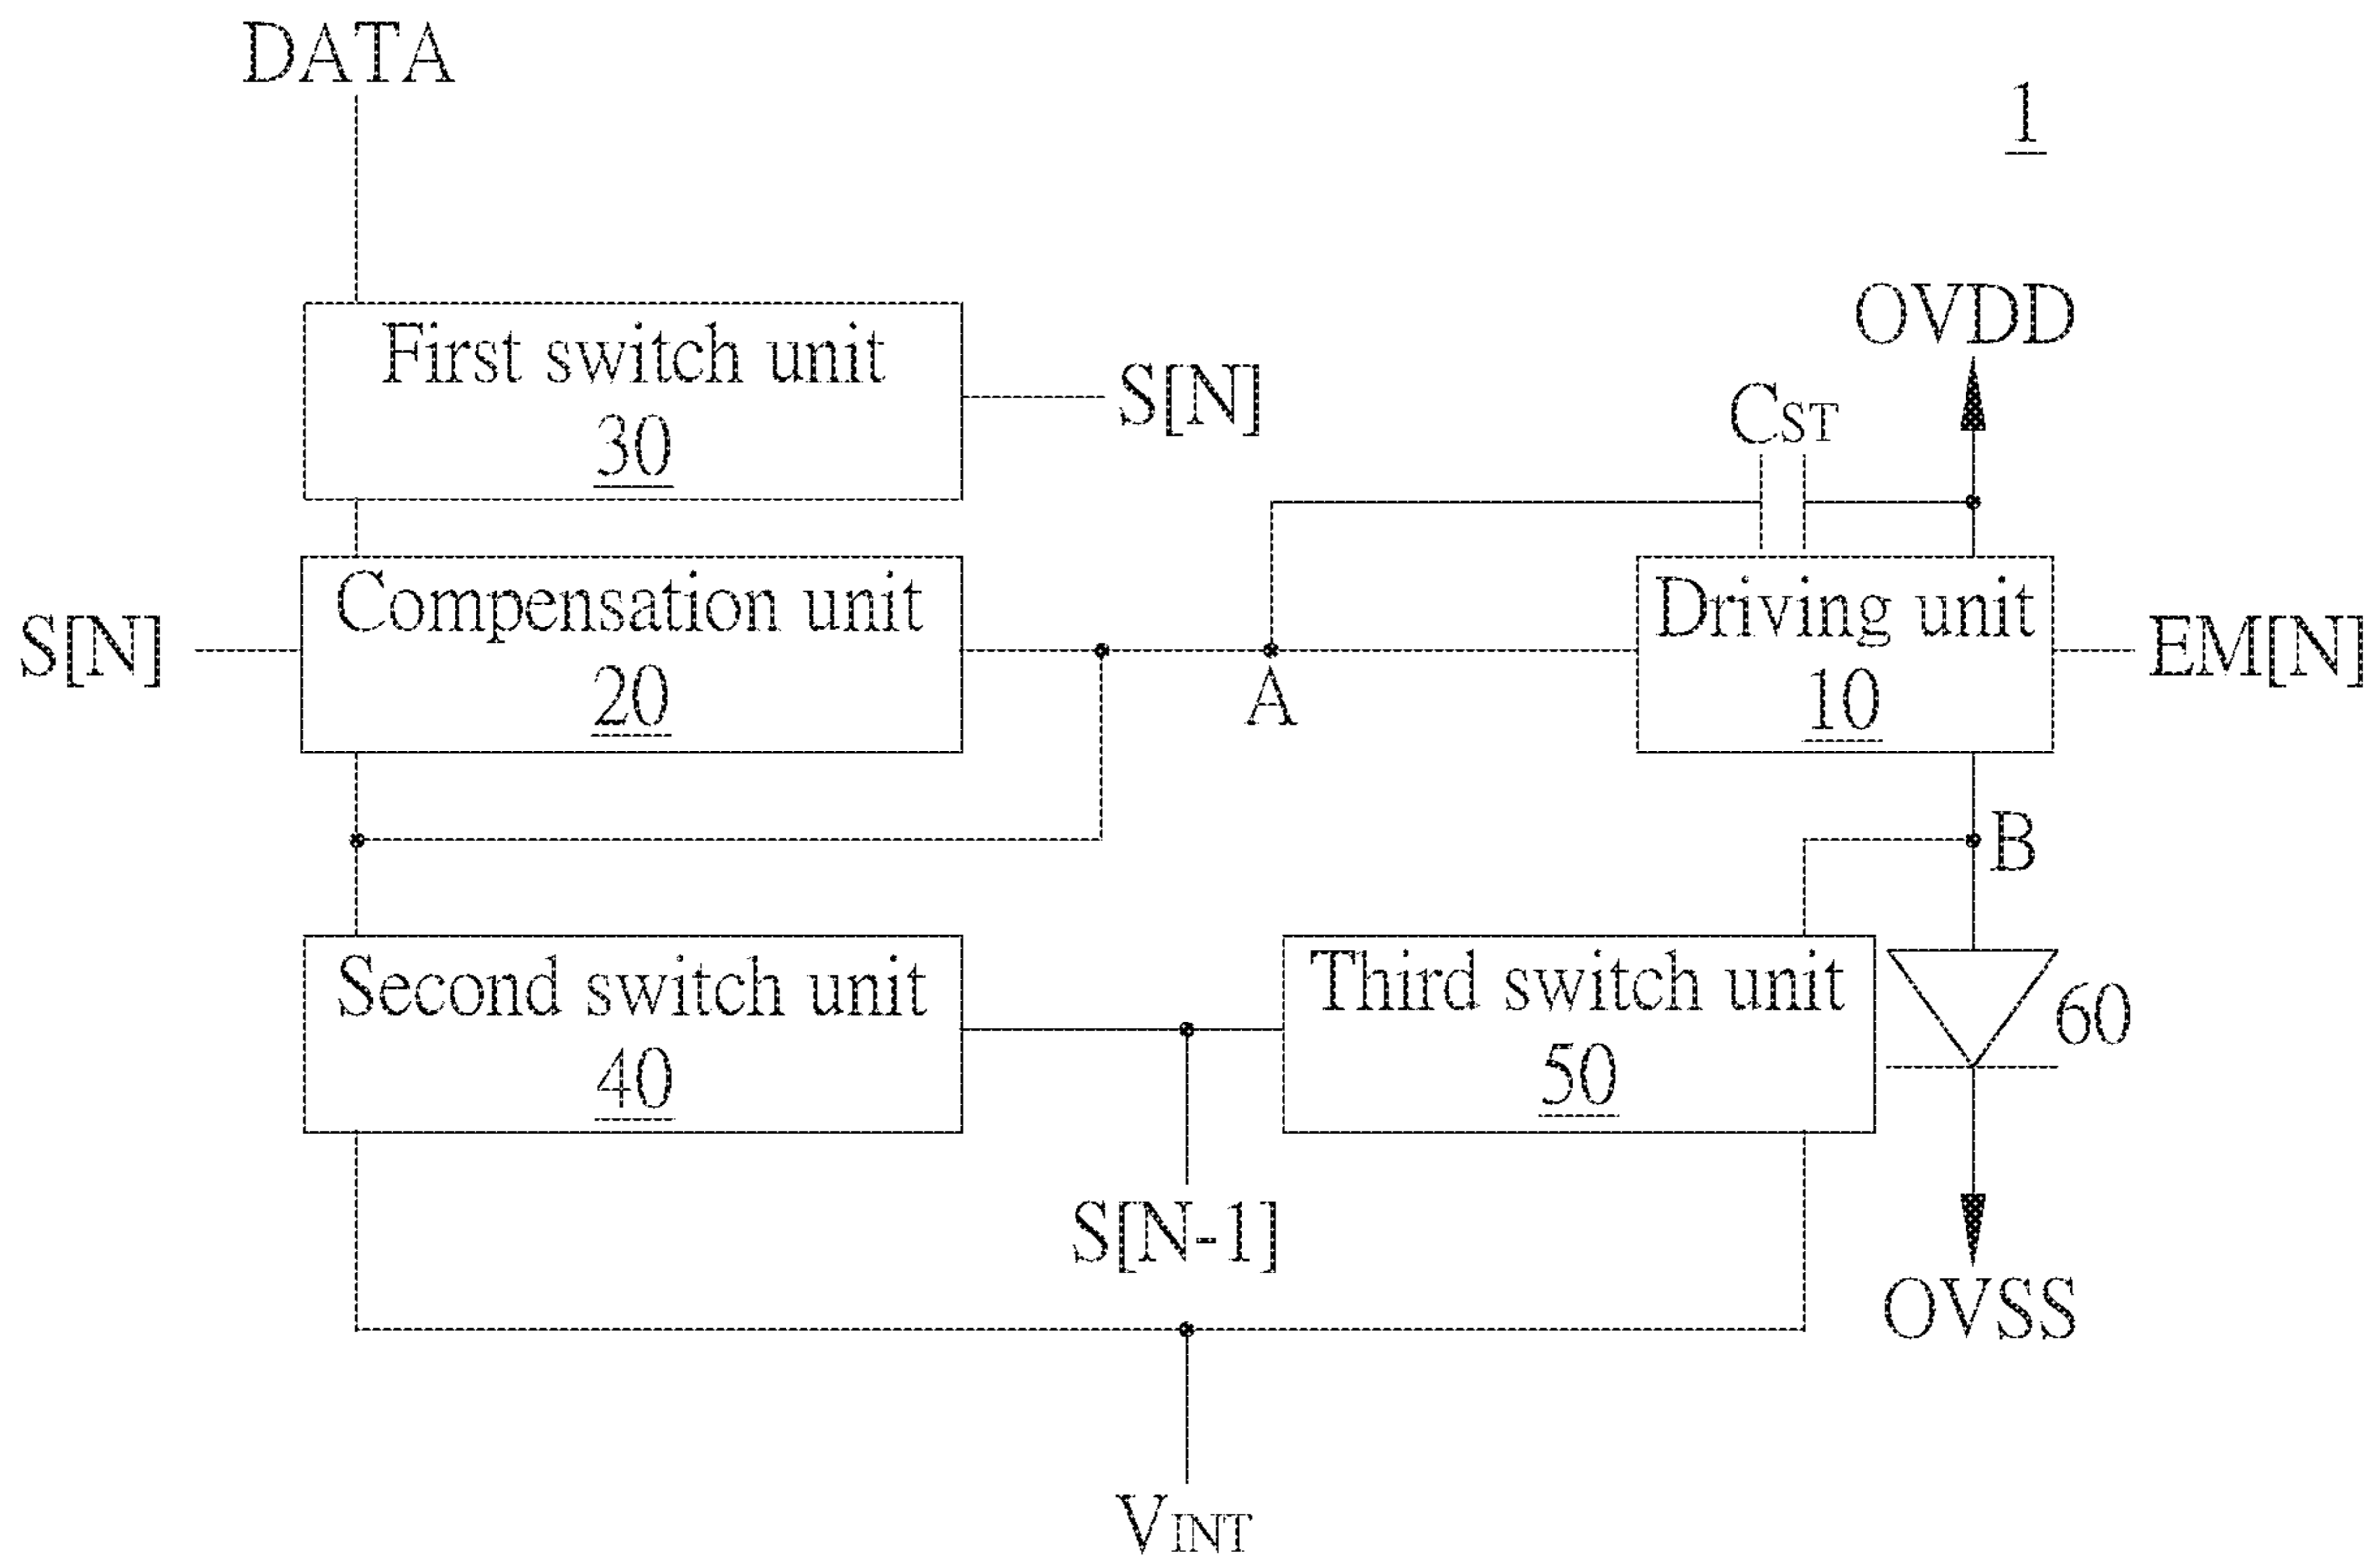 DATA
1
OVDD
First switch unit
30
S[N]
CST
S[N]
Compensation unit
20
A
Driving unit
10
EM[N]
B
Second switch unit
40
Third switch unit
50
60
S[N-1]
OVSS
VINT